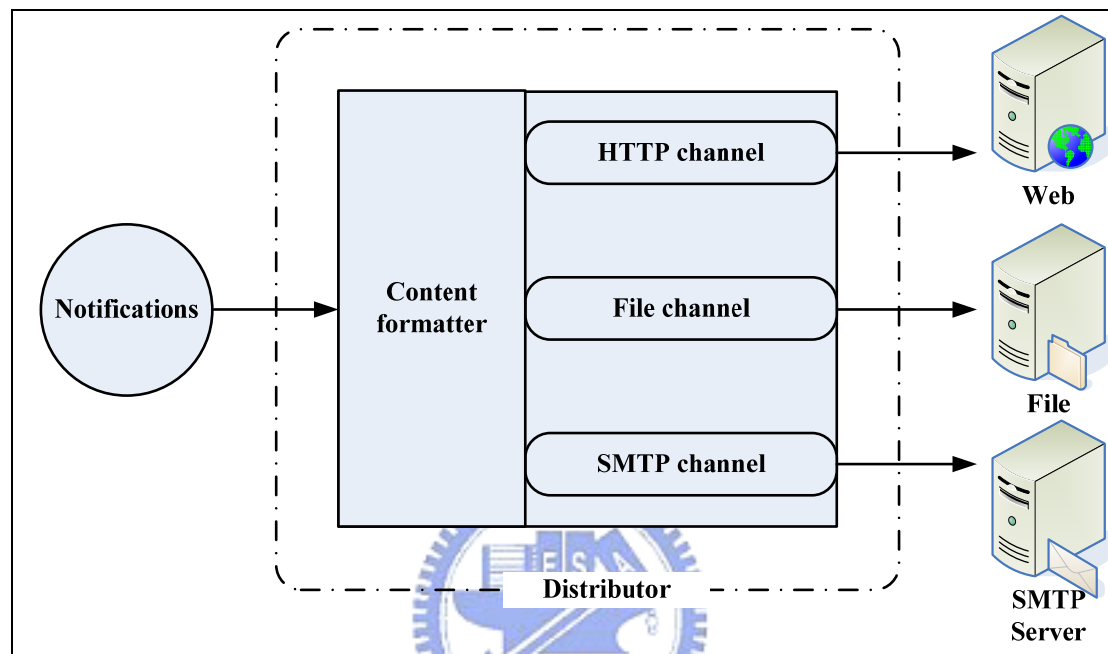 HTTP channel
Web
Notifications
Content
formatter
File channel
File
SMTP channel
Distributor
SMTP
Server
E S A